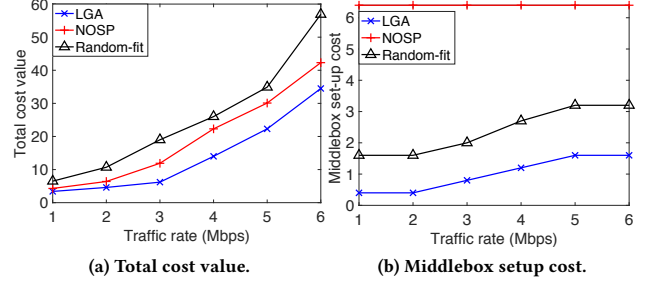 60
50
40
30
20
10
0
Total cost value
LGA
NOSP
Random-fit
1 2 3 4 5 6
Traffic rate (Mbps)
(a) Total cost value.
6
5
4
3
2
1
0
Middlebox set-up cost
LGA
NOSP
Random-fit
1 2 3 4 5 6
Traffic rate (Mbps)
(b) Middlebox setup cost.